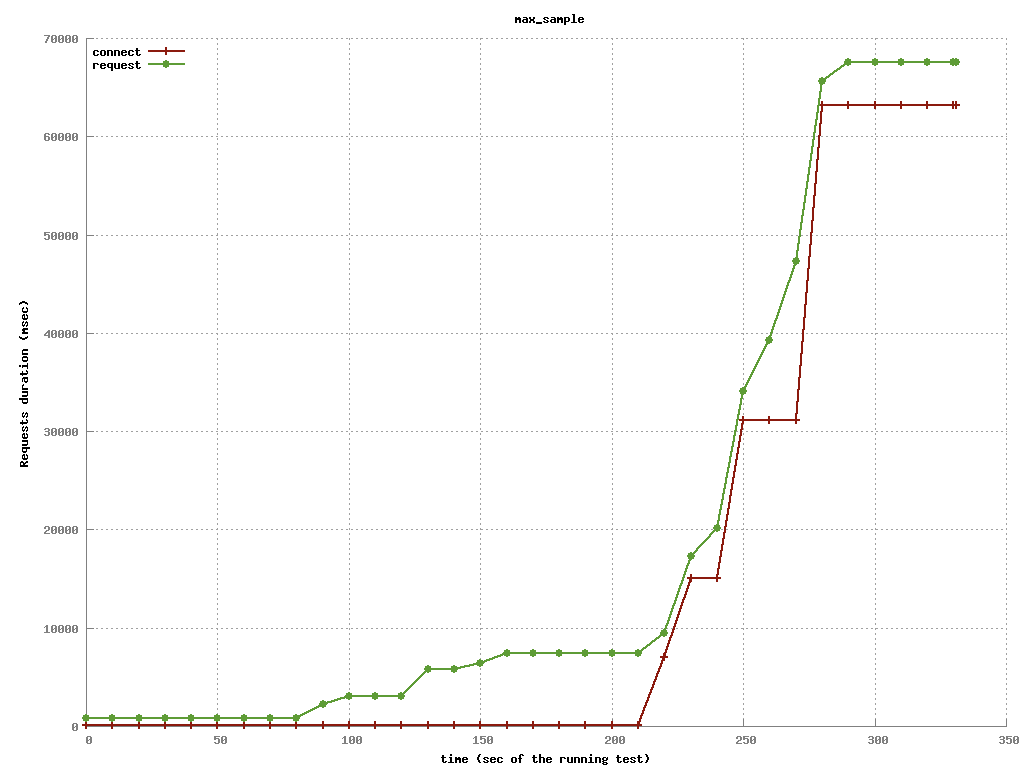 max_sample
connect
request
70000
60000
50000
40000
30000
20000
10000
0
Requests duration (msec)
0 50 100 150 200 250 300 350
time (sec of the running test)